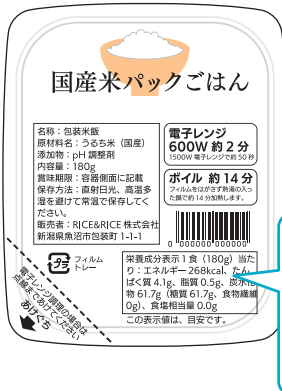 国産米パックごはん
名称：包装米飯
原材料名：うるち米（国産）
添加物：pH 調整剤
内容量：180g
賞味期限：容器側面に記載
保存方法：直射日光、高温多
湿を避けて常温で保存してく
ださい。
販売者：RICE&RICE 株式会社
新潟県魚沼市包装町 1-1-1
電子レンジ
600W 約 2 分
1500W 電子レンジで約 50 秒
ボイル 約 14 分
フィルムをはがさず熱湯の入っ
た鍋で約 14 分加熱します。
0 000000 000000
プラ
フィルム
トレー
栄養成分表示 1 食（180g）当た
り：エネルギー 268kcal、たん
ぱく質 4.1g、脂質 0.5g、炭水化
物 61.7g（糖質 61.7g、食物繊維
0g）、食塩相当量 0.0g
この表示値は、目安です。
電子レンジ調理の場合は
点線まであけてください
あけぐち